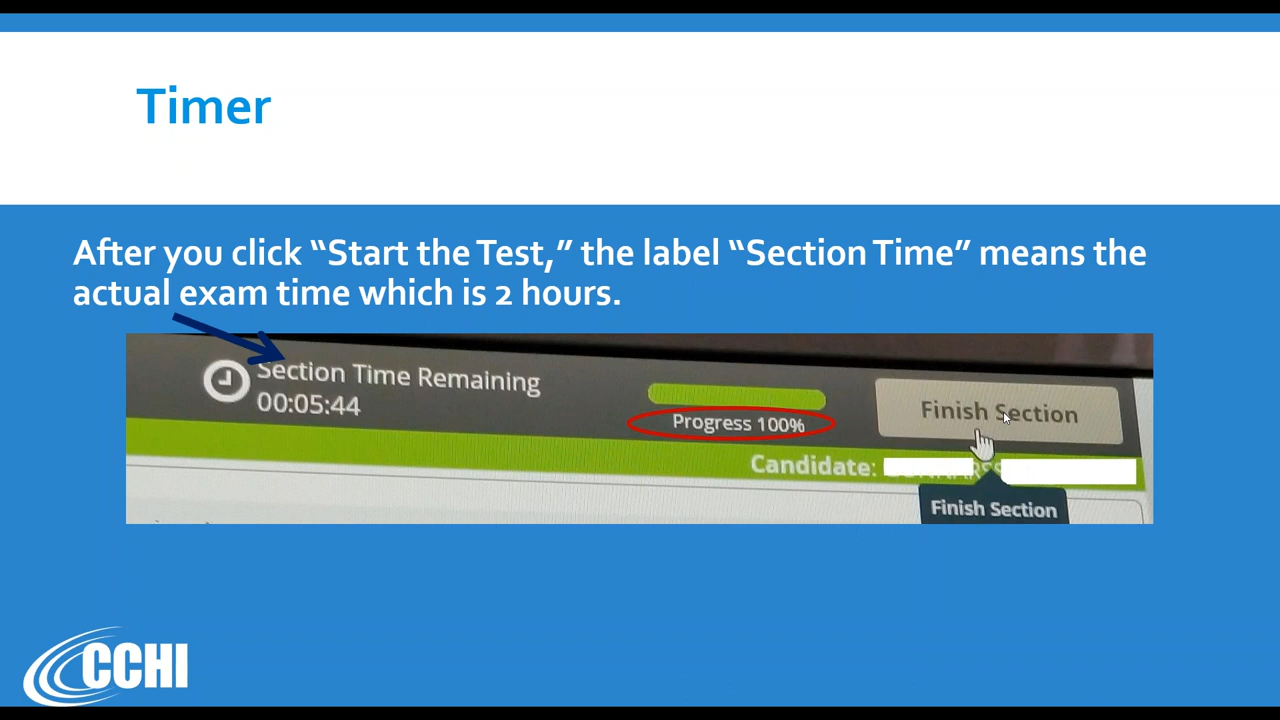 Timer
After you click “Start the Test,” the label “Section Time” means the
actual exam time which is 2 hours.
Section Time Remaining
00:05:44
Progress 100%
Finish Section
Candidate:
Finish Section
CCHI